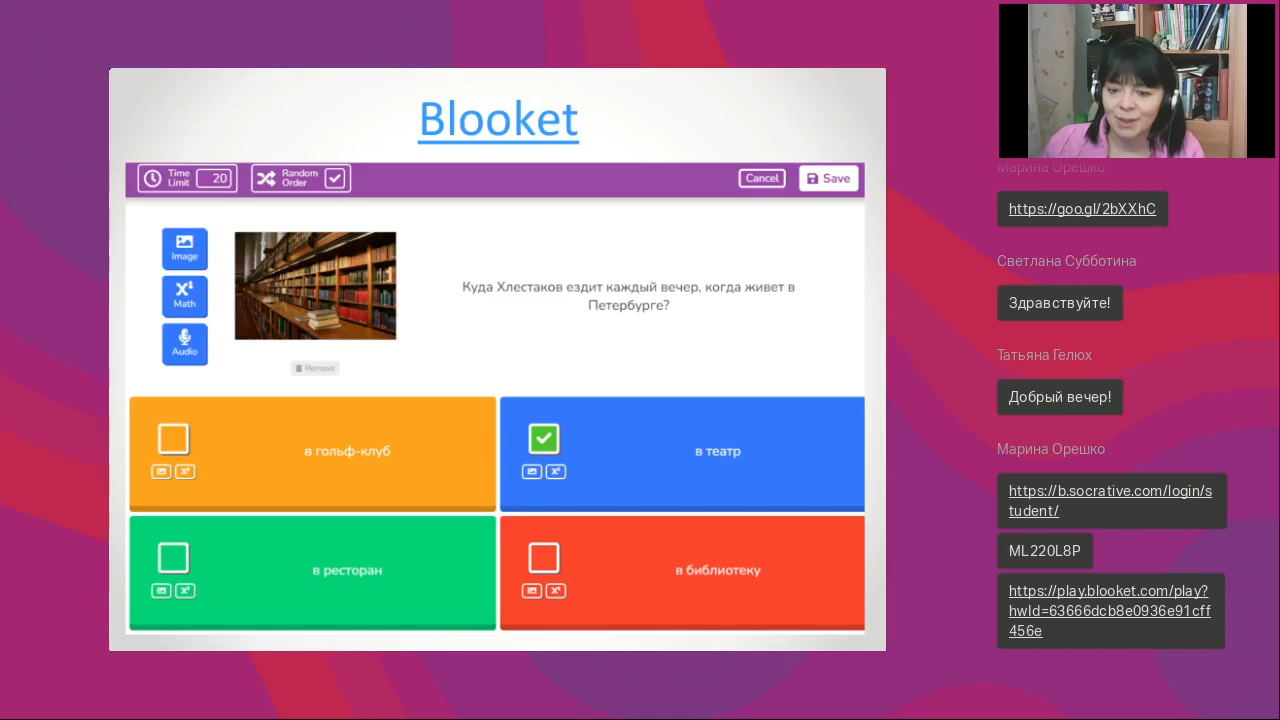 Blooket
Time
Limit
20
Random
Order
Cancel
Save
Image
Math
Audio
Remove
Куда Хлестаков ездит каждый вечер, когда живет в
Петербурге?
в гольф-клуб
в театр
в ресторан
в библиотеку
Марина Орешко
https://goo.gl/2bXXhC
Светлана Субботина
Здравствуйте!
Татьяна Гелюх
Добрый вечер!
Марина Орешко
https://b.socrative.com/login/s
tudent/
ML220L8P
https://play.blooket.com/play?
hwId=63666dcb8e0936e91cff
456e